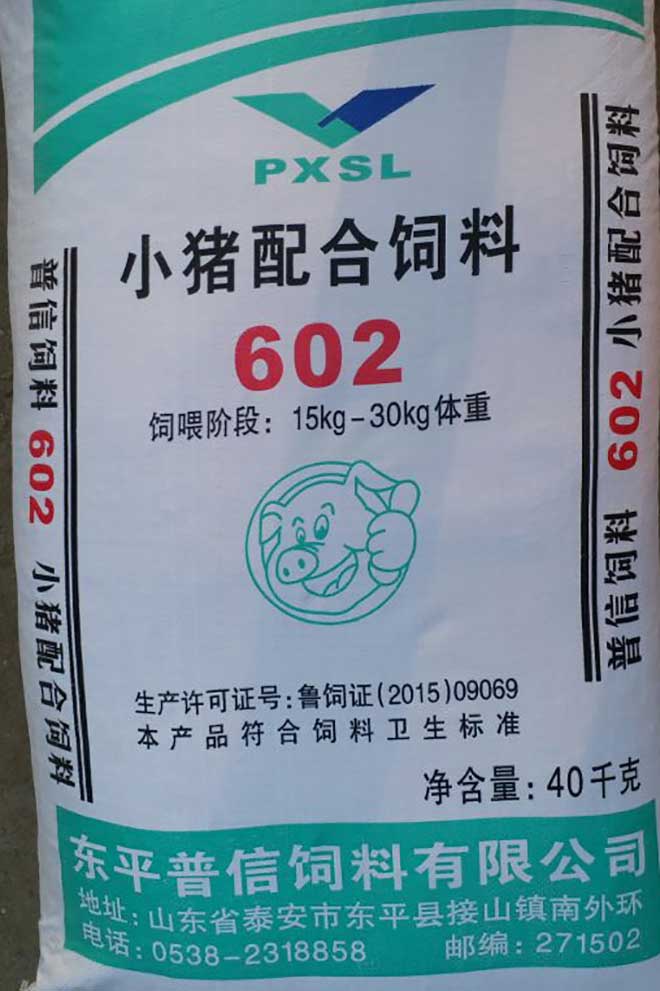 PXSL
小猪配合饲料
602
饲喂阶段：15kg-30kg体重
普信饲料 602 小猪配合饲料
普信饲料 602 小猪配合饲料
生产许可证号：鲁饲证(2015)09069
本产品符合饲料卫生标准
净含量：40千克
东平普信饲料有限公司
地址：山东省泰安市东平县接山镇南外环
电话：0538-2318858 邮编：271502